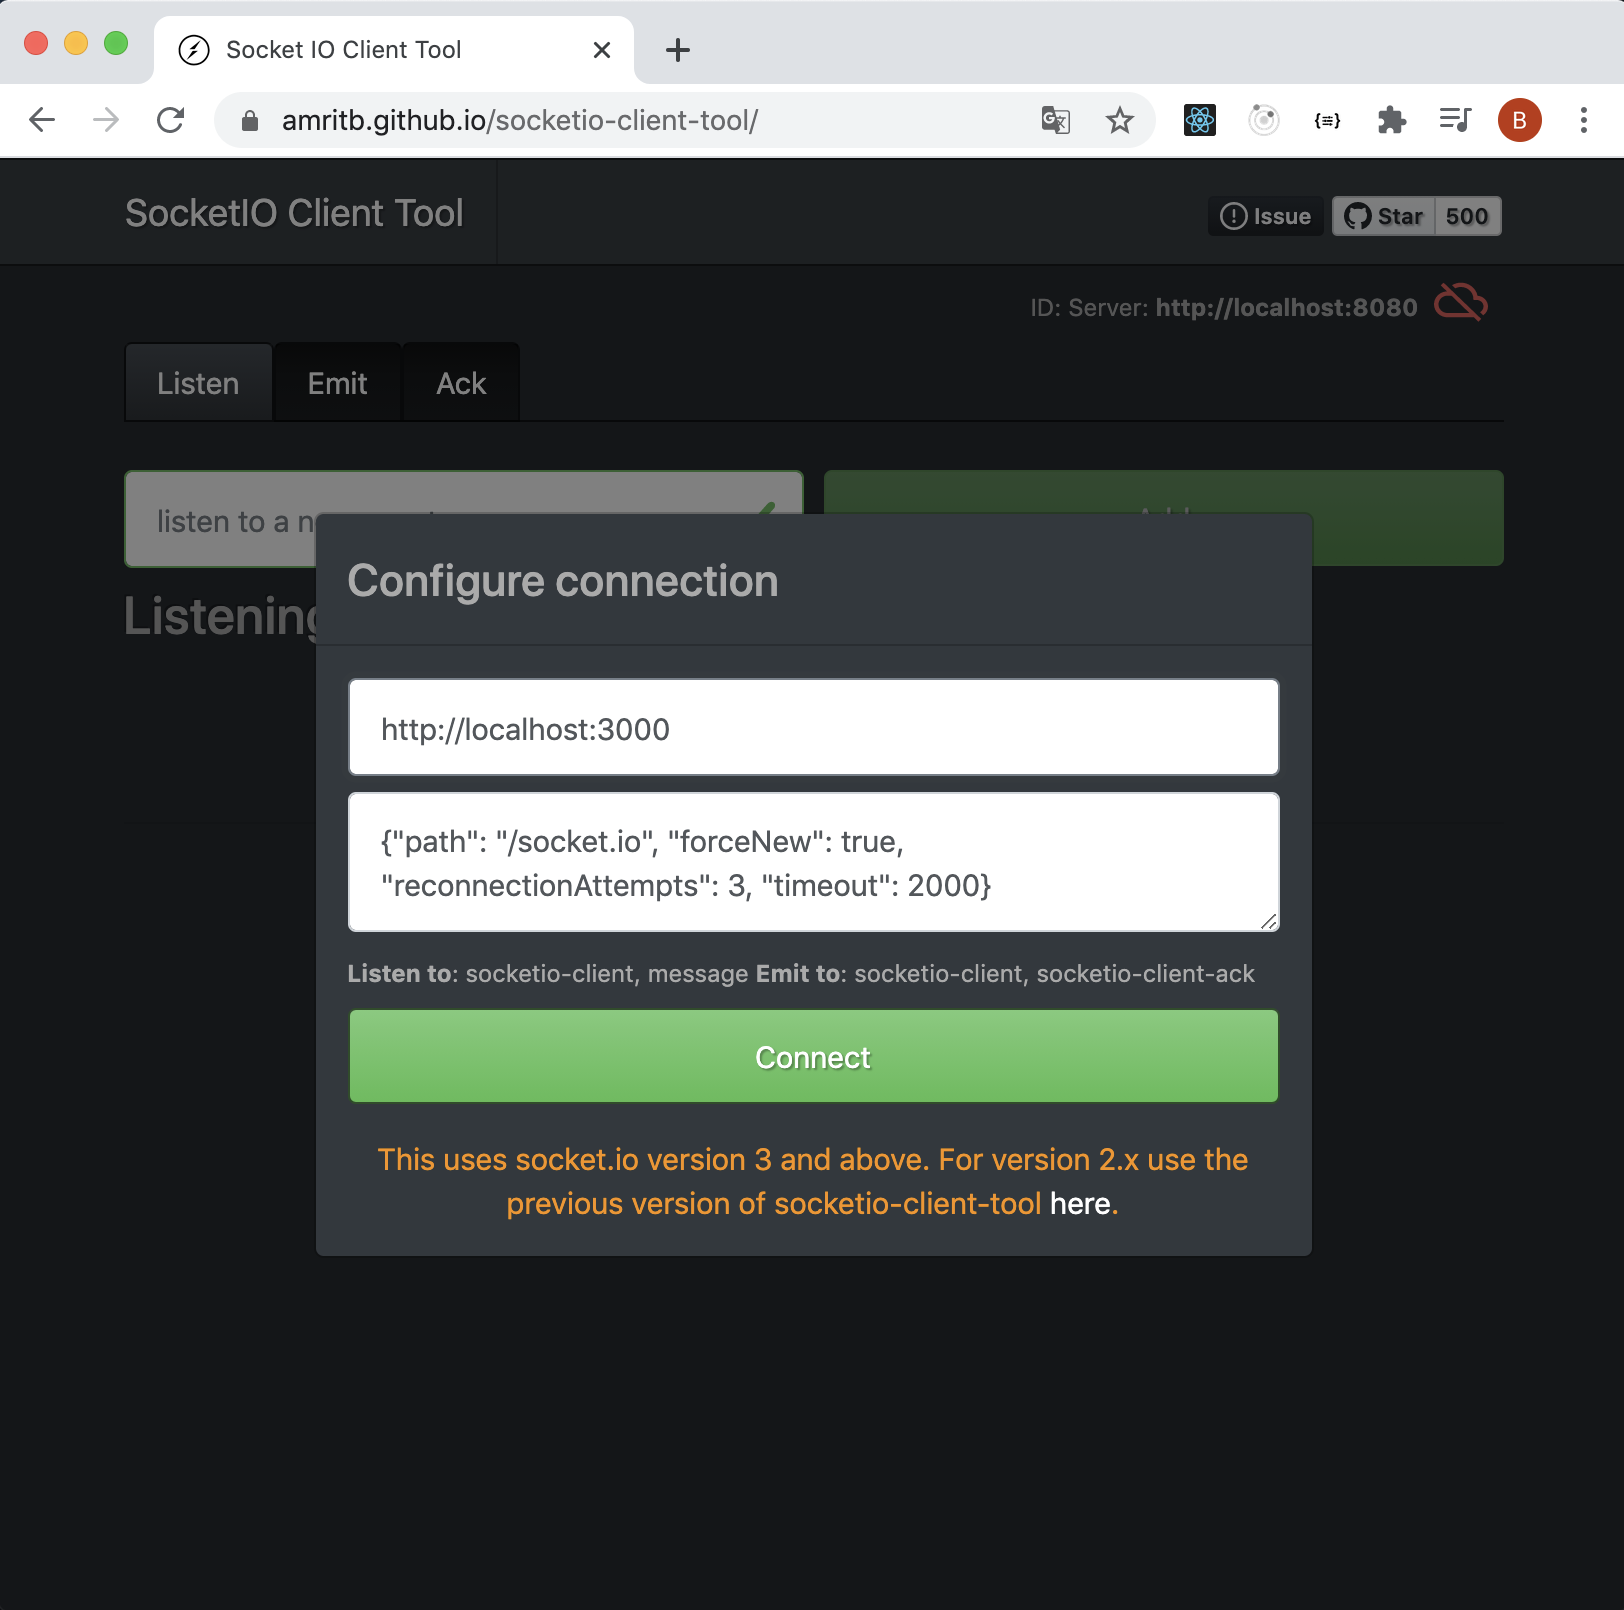 Socket IO Client Tool
amritb.github.io/socketio-client-tool/
B
SocketIO Client Tool
Issue
Star
500
ID: Server: http://localhost:8080
Listen
Emit
Ack
listen to a
Listening
Configure connection
http://localhost:3000
{"path": "/socket.io", "forceNew": true,
"reconnectionAttempts": 3, "timeout": 2000}
Listen to: socketio-client, message Emit to: socketio-client, socketio-client-ack
Connect
This uses socket.io version 3 and above. For version 2.x use the
previous version of socketio-client-tool here.